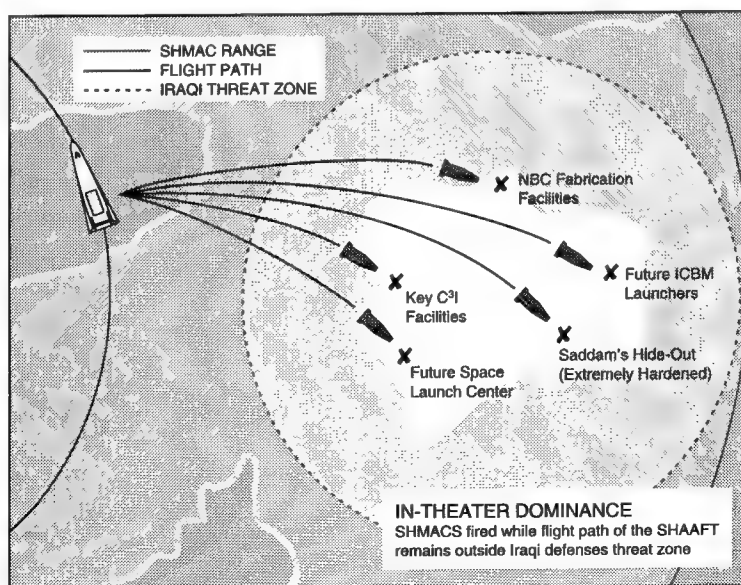 SHMAC RANGE
FLIGHT PATH
IRAQI THREAT ZONE
NBC Fabrication
Facilities
Future ICBM
Launchers
Key C³I
Facilities
Saddam's Hide-Out
(Extremely Hardened)
Future Space
Launch Center
IN-THEATER DOMINANCE
SHMACS fired while flight path of the SHAAFT
remains outside Iraqi defenses threat zone